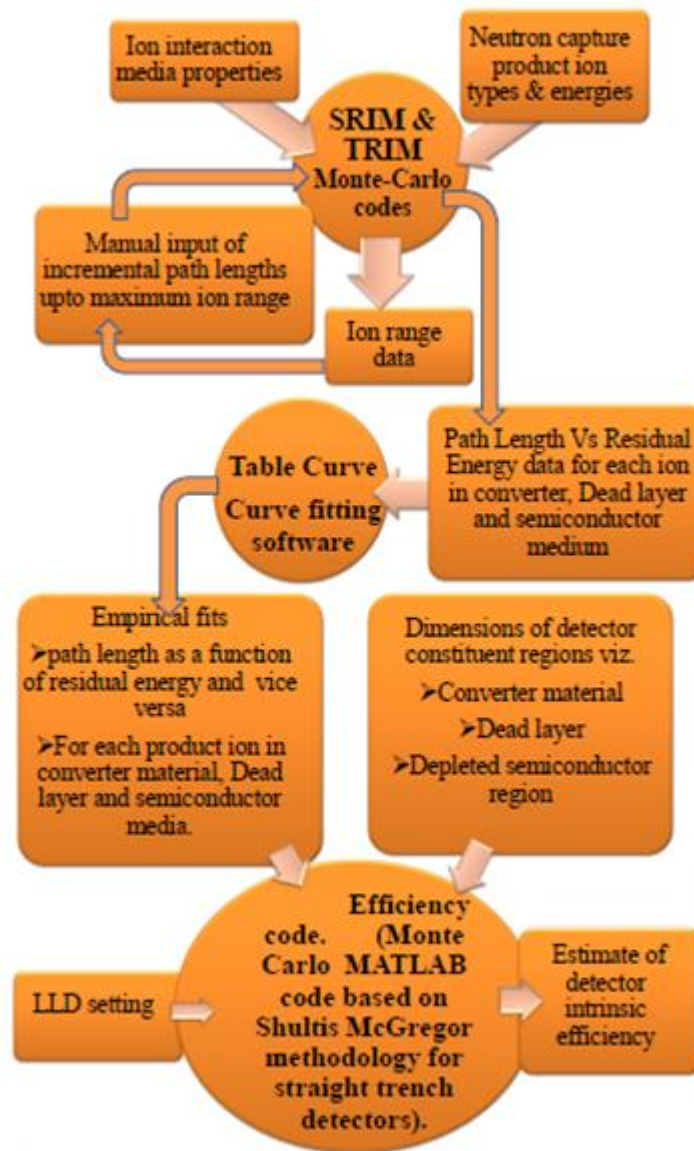 Ion interaction
media properties
Neutron capture
product ion
types & energies
SRIM &
TRIM
Monte-Carlo
codes
Manual input of
incremental path lengths
upto maximum ion range
Ion range
data
Path Length Vs Residual
Energy data for each ion
in converter, Dead layer
and semiconductor
medium
Table Curve
Curve fitting
software
Empirical fits
➤path length as a function
of residual energy and vice
versa
➤For each product ion in
converter material, Dead
layer and semiconductor
media.
Dimensions of detector
constituent regions viz.
➤Converter material
➤Dead layer
➤Depleted semiconductor
region
LLD setting
Efficiency
code. (Monte
Carlo MATLAB
code based on
Shultis McGregor
methodology for
straight trench
detectors).
Estimate of
detector
intrinsic
efficiency